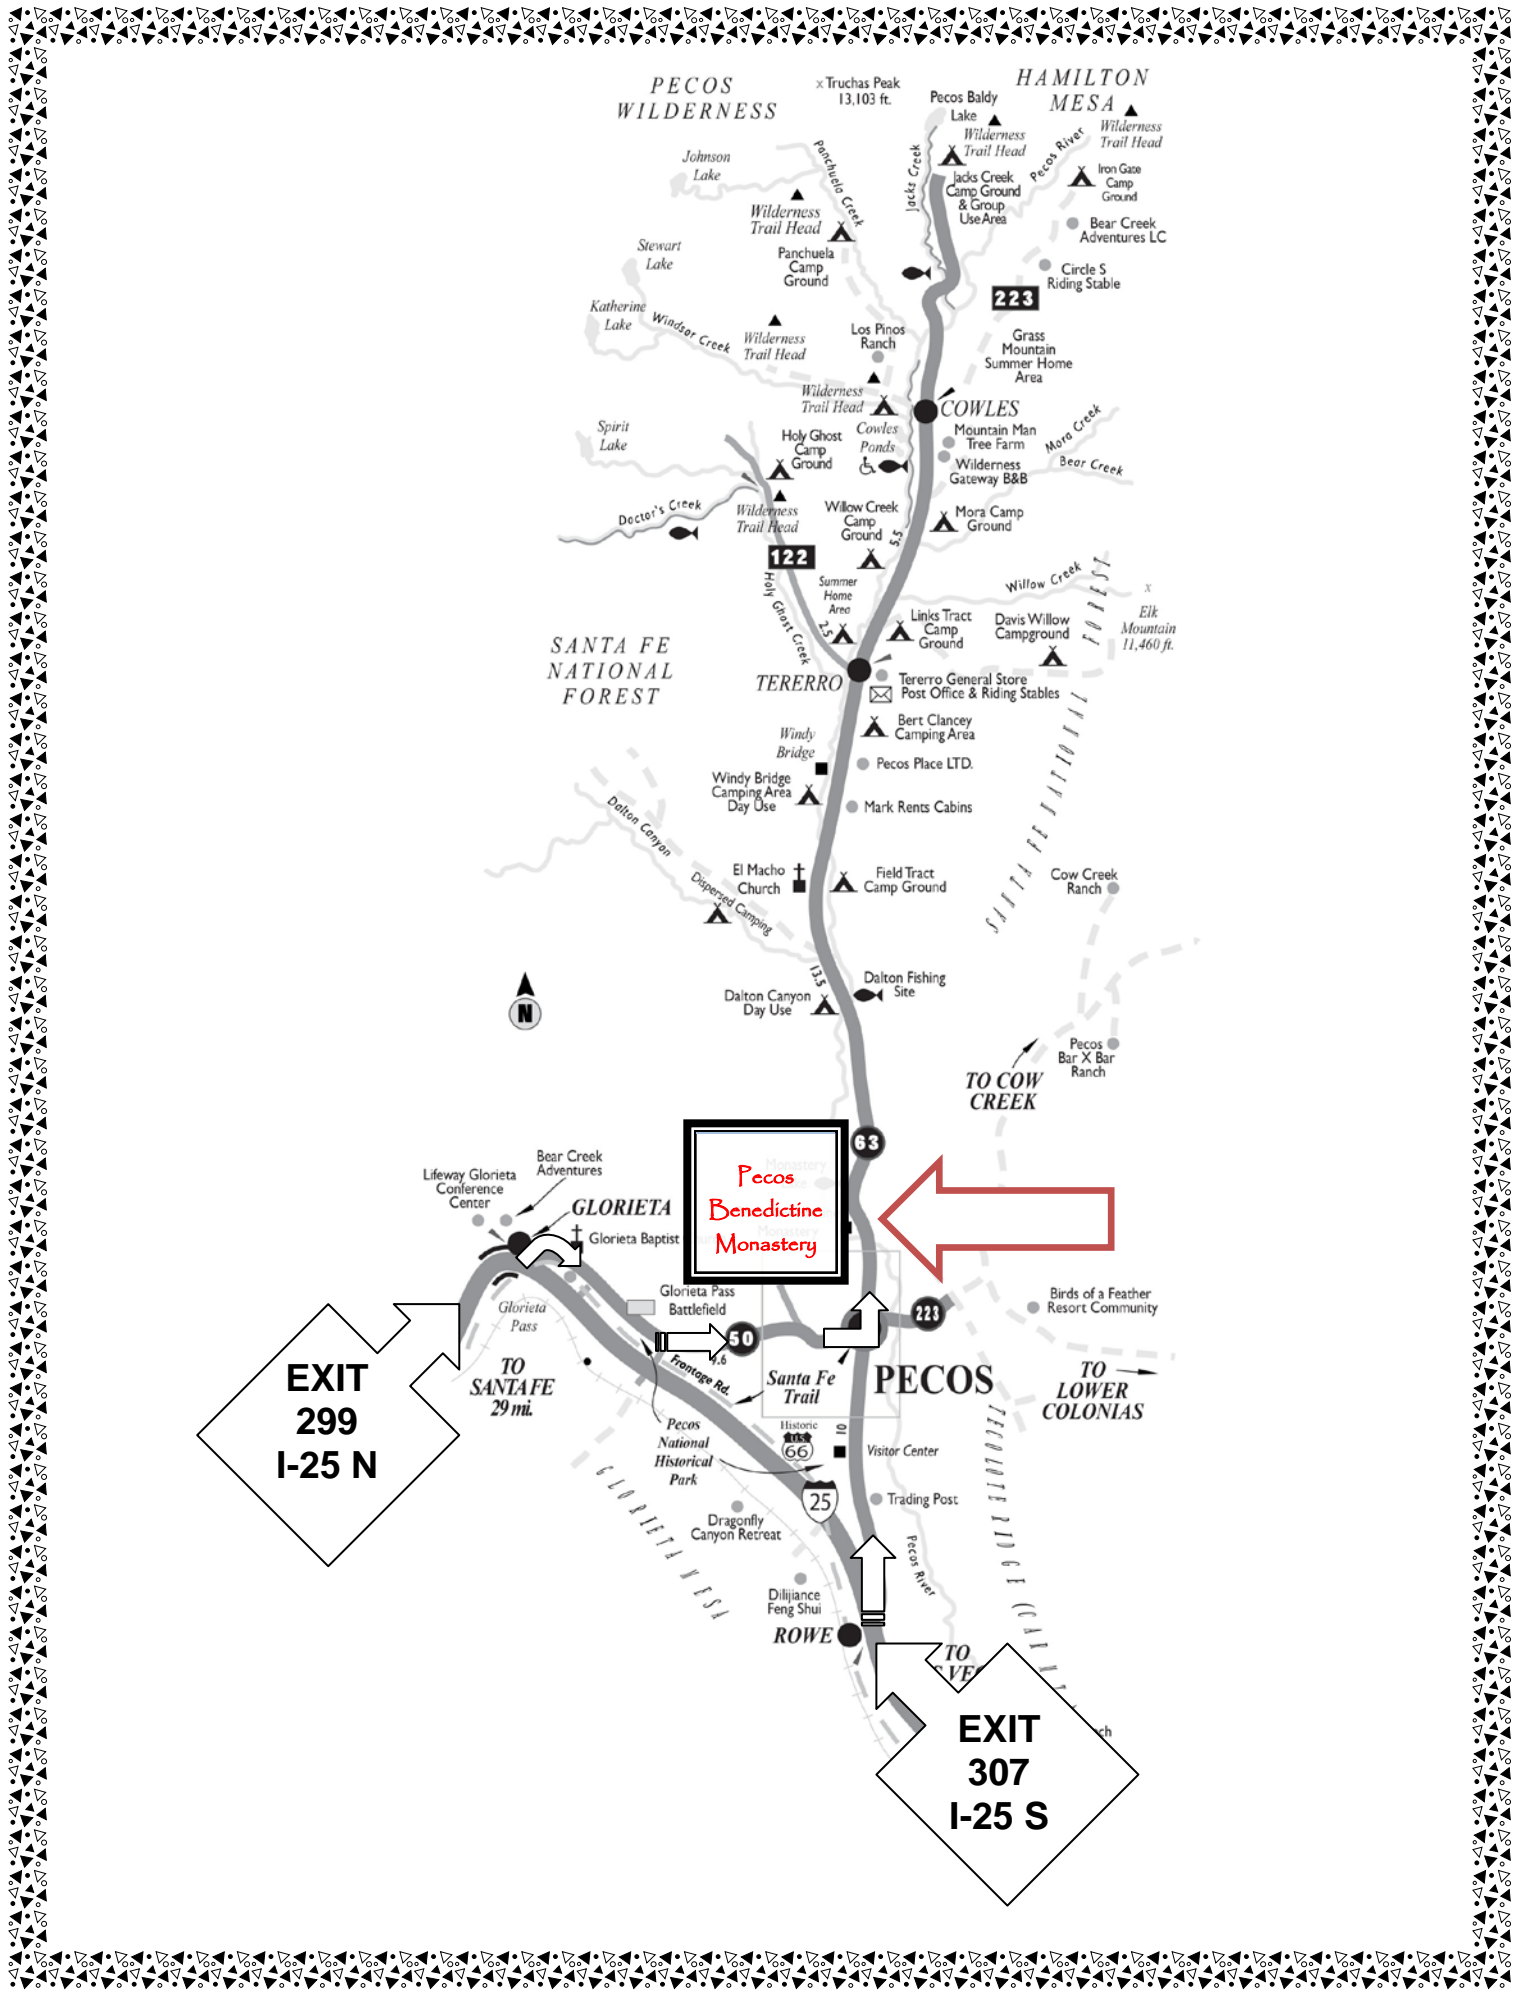 PECOS
WILDERNESS
x Truchas Peak
13,103 ft.
HAMILTON
MESA
Pecos Baldy
Lake
Wilderness
Trail Head
Wilderness
Trail Head
Johnson
Lake
Panchuela Creek
Jacks Creek
Pecos River
Jacks Creek
Camp Ground
& Group
Use Area
Iron Gate
Camp
Ground
Wilderness
Trail Head
Bear Creek
Adventures LC
Stewart
Lake
Panchuela
Camp
Ground
Circle S
Riding Stable
223
Katherine
Lake
Windsor Creek
Wilderness
Trail Head
Los Pinos
Ranch
Grass
Mountain
Summer Home
Area
Wilderness
Trail Head
COWLES
Spirit
Lake
Holy Ghost
Camp
Ground
Cowles
Ponds
Mountain Man
Tree Farm
Mora Creek
Wilderness
Gateway B&B
Bear Creek
Doctor's Creek
Wilderness
Trail Head
Willow Creek
Camp
Ground
5.5
Mora Camp
Ground
122
Holy Ghost Creek
Summer
Home
Area
2.5
Willow Creek
x
Elk
Mountain
11,460 ft.
Links Tract
Camp
Ground
Davis Willow
Campground
SANTA FE
NATIONAL
FOREST
TERERRO
Tererro General Store
Post Office & Riding Stables
SANTA FE NATIONAL FOREST
Bert Clancey
Camping Area
Windy
Bridge
Pecos Place LTD.
Windy Bridge
Camping Area
Day Use
Mark Rents Cabins
Dalton Canyon
El Macho
Church
Field Tract
Camp Ground
Cow Creek
Ranch
Dispersed Camping
13.5
Dalton Fishing
Site
Dalton Canyon
Day Use
N
Pecos
Bar X Bar
Ranch
TO COW
CREEK
63
Monastery
Pecos
Benedictine
Monastery
Bear Creek
Adventures
Lifeway Glorieta
Conference
Center
GLORIETA
Glorieta Baptist
Glorieta Pass
Battlefield
Glorieta
Pass
50
9.6
223
Birds of a Feather
Resort Community
EXIT
299
I-25 N
TO
SANTA FE
29 mi.
Frontage Rd.
Santa Fe
Trail
PECOS
TO
LOWER
COLONIAS
Pecos
National
Historical
Park
Historic
U.S.
66
10
Visitor Center
25
Trading Post
GLORIETA MESA
Dragonfly
Canyon Retreat
Pecos River
TECOLOTE RIDGE
Dilijiance
Feng Shui
ROWE
TO
EXIT
307
I-25 S